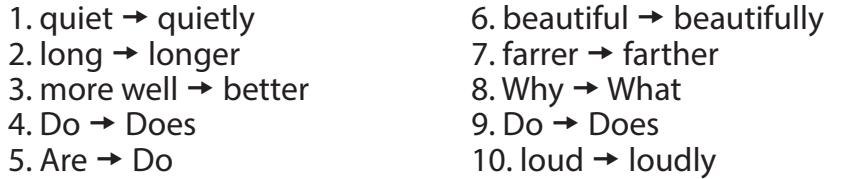 1. quiet → quietly
2. long → longer
3. more well → better
4. Do → Does
5. Are → Do
6. beautiful → beautifully
7. farrer → farther
8. Why → What
9. Do → Does
10. loud → loudly